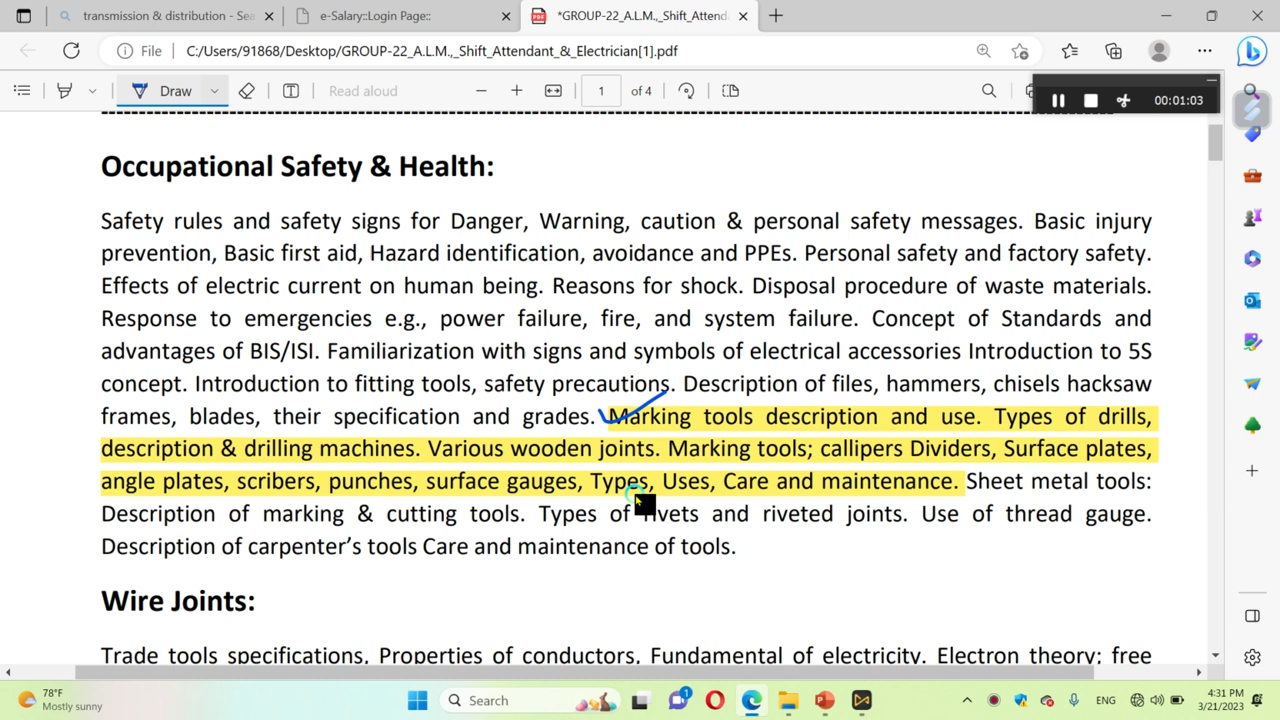 transmission & distribution - Sea
e-Salary::Login Page::
*GROUP-22_A.L.M.,_Shift_Attend
File
C:/Users/91868/Desktop/GROUP-22_A.L.M.,_Shift_Attendant_&_Electrician[1].pdf
Draw
Read aloud
1 of 4
00:01:03
Occupational Safety & Health:
Safety rules and safety signs for Danger, Warning, caution & personal safety messages. Basic injury
prevention, Basic first aid, Hazard identification, avoidance and PPEs. Personal safety and factory safety.
Effects of electric current on human being. Reasons for shock. Disposal procedure of waste materials.
Response to emergencies e.g., power failure, fire, and system failure. Concept of Standards and
advantages of BIS/ISI. Familiarization with signs and symbols of electrical accessories Introduction to 5S
concept. Introduction to fitting tools, safety precautions. Description of files, hammers, chisels hacksaw
frames, blades, their specification and grades. Marking tools description and use. Types of drills,
description & drilling machines. Various wooden joints. Marking tools; callipers Dividers, Surface plates,
angle plates, scribers, punches, surface gauges, Types, Uses, Care and maintenance. Sheet metal tools:
Description of marking & cutting tools. Types of rivets and riveted joints. Use of thread gauge.
Description of carpenter's tools Care and maintenance of tools.
Wire Joints:
Trade tools specifications, Properties of conductors, Fundamental of electricity. Electron theory; free
78°F
Mostly sunny
Search
1
ENG
4:31 PM
3/21/2023